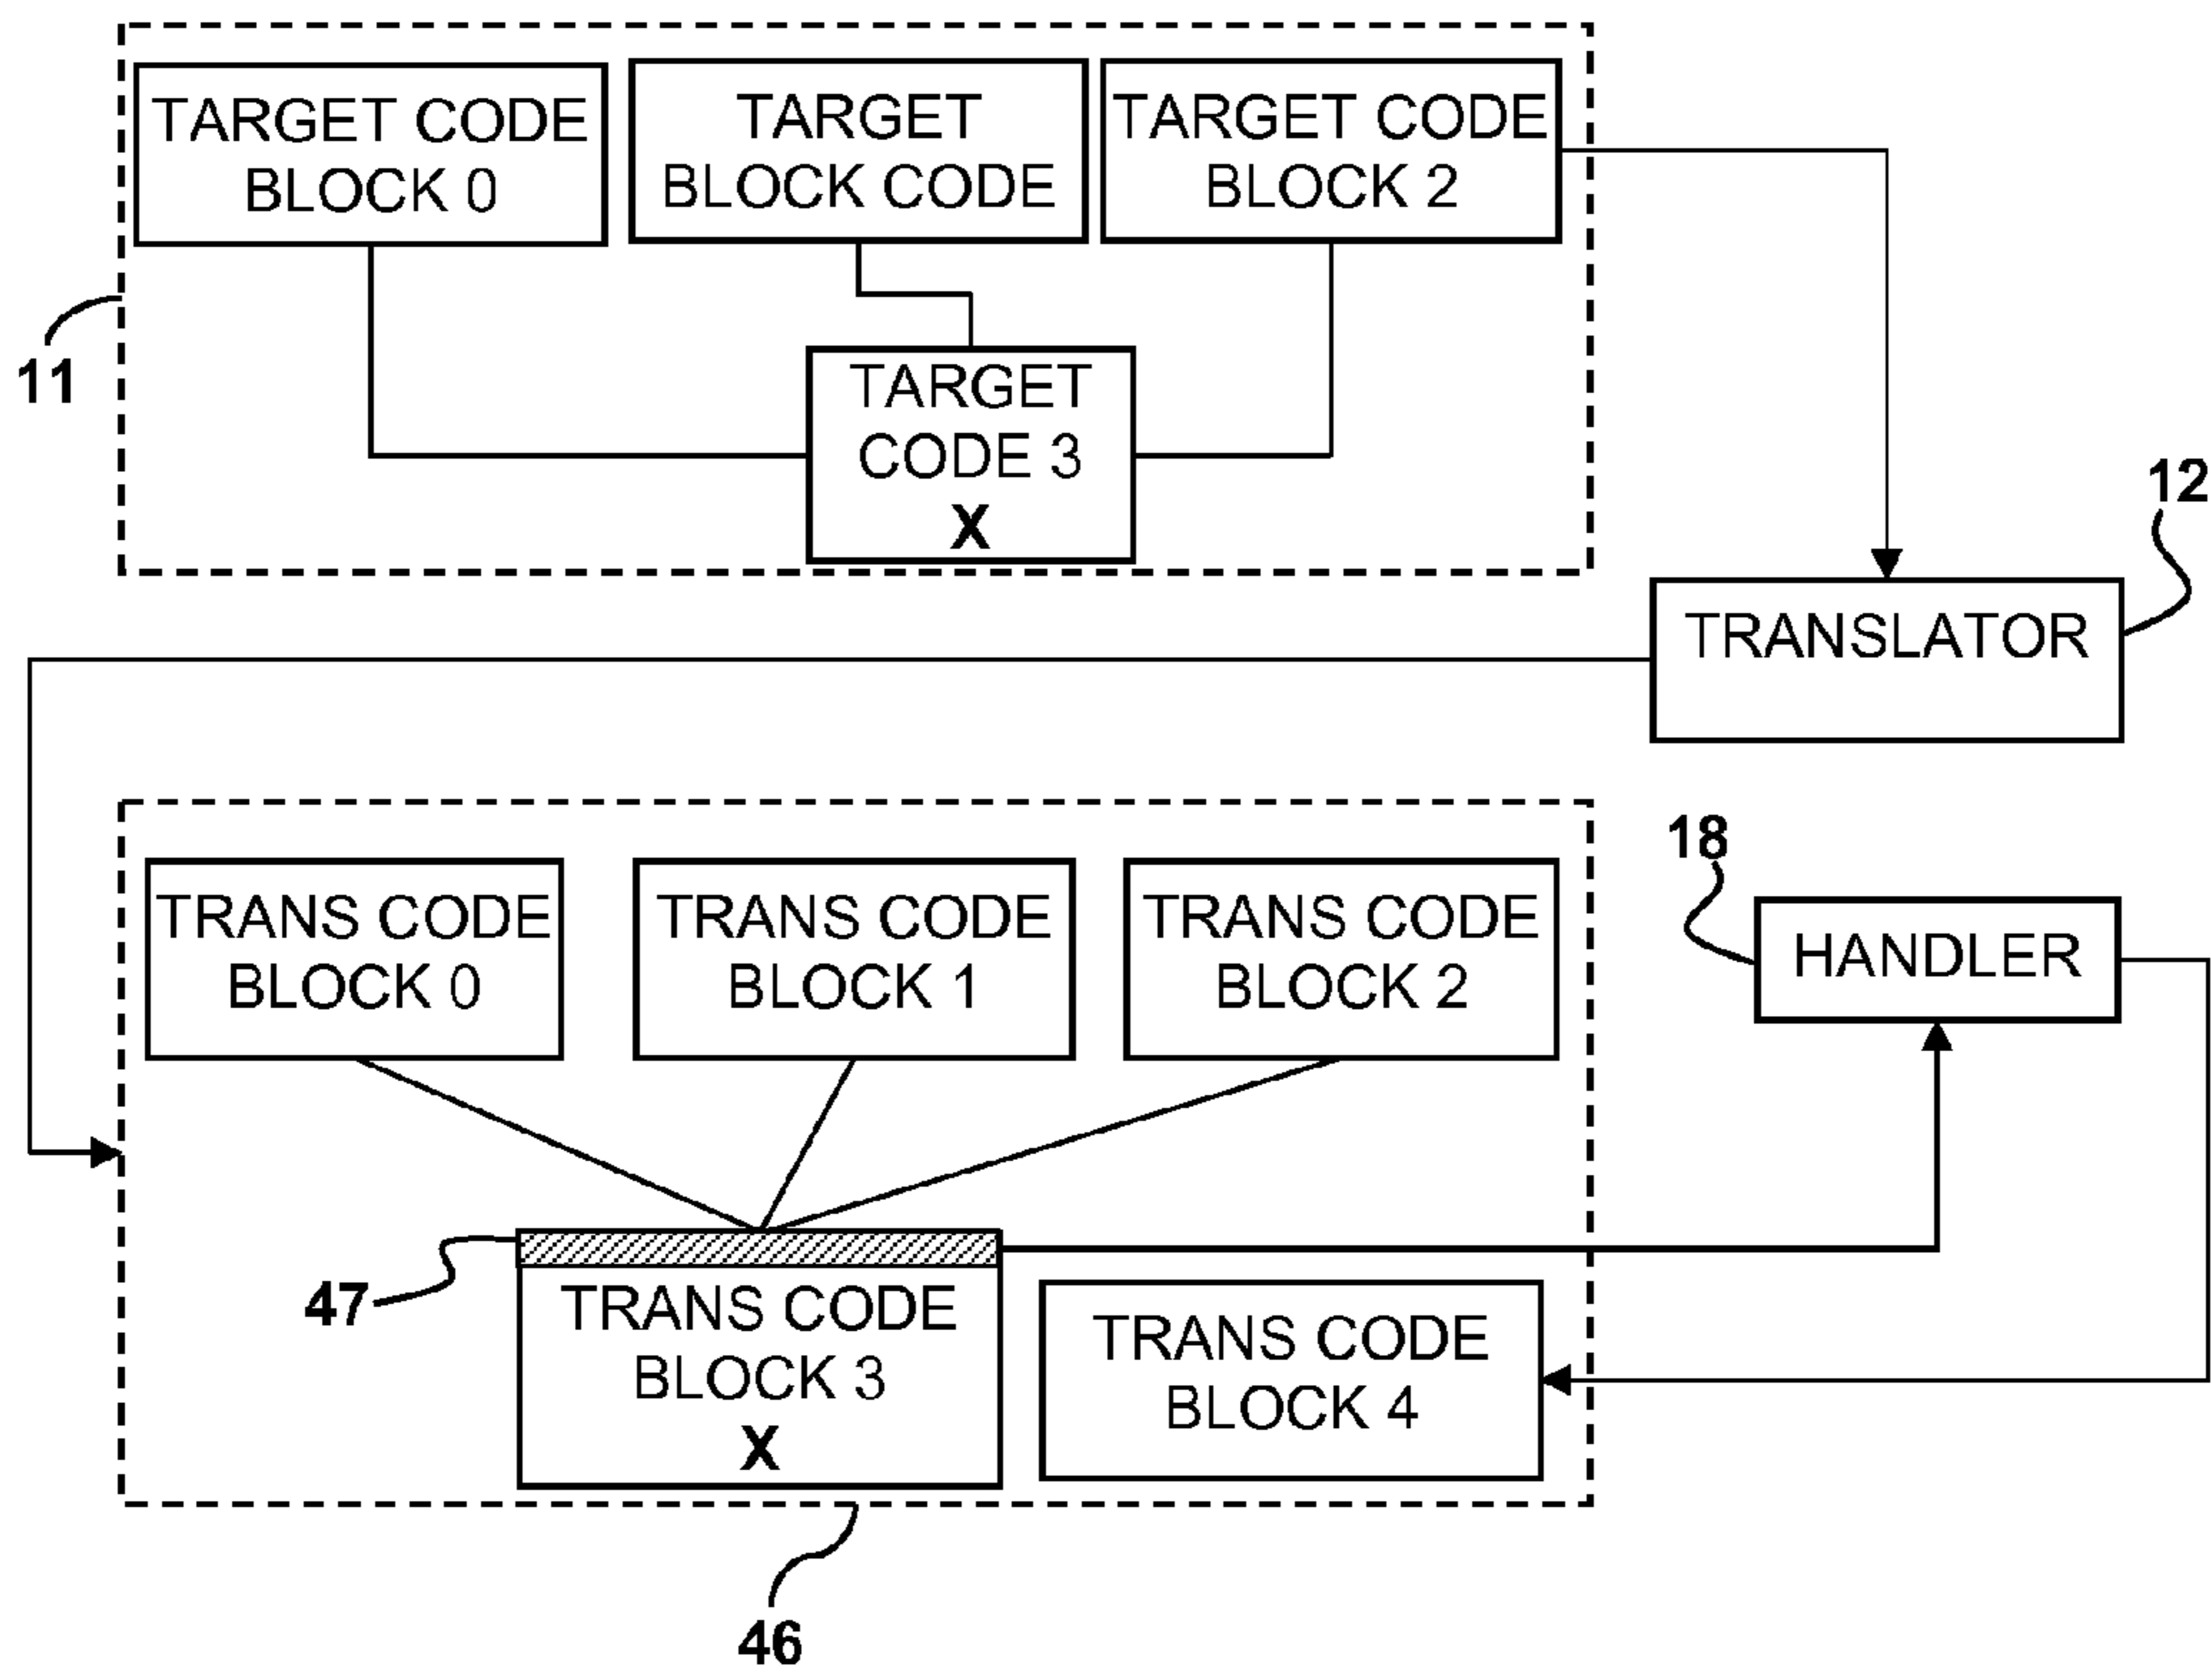 TARGET CODE
BLOCK 0
TARGET
BLOCK CODE
TARGET CODE
BLOCK 2
11
TARGET
CODE 3
X
12
TRANSLATOR
TRANS CODE
BLOCK 0
TRANS CODE
BLOCK 1
TRANS CODE
BLOCK 2
18
HANDLER
47
TRANS CODE
BLOCK 3
X
TRANS CODE
BLOCK 4
46